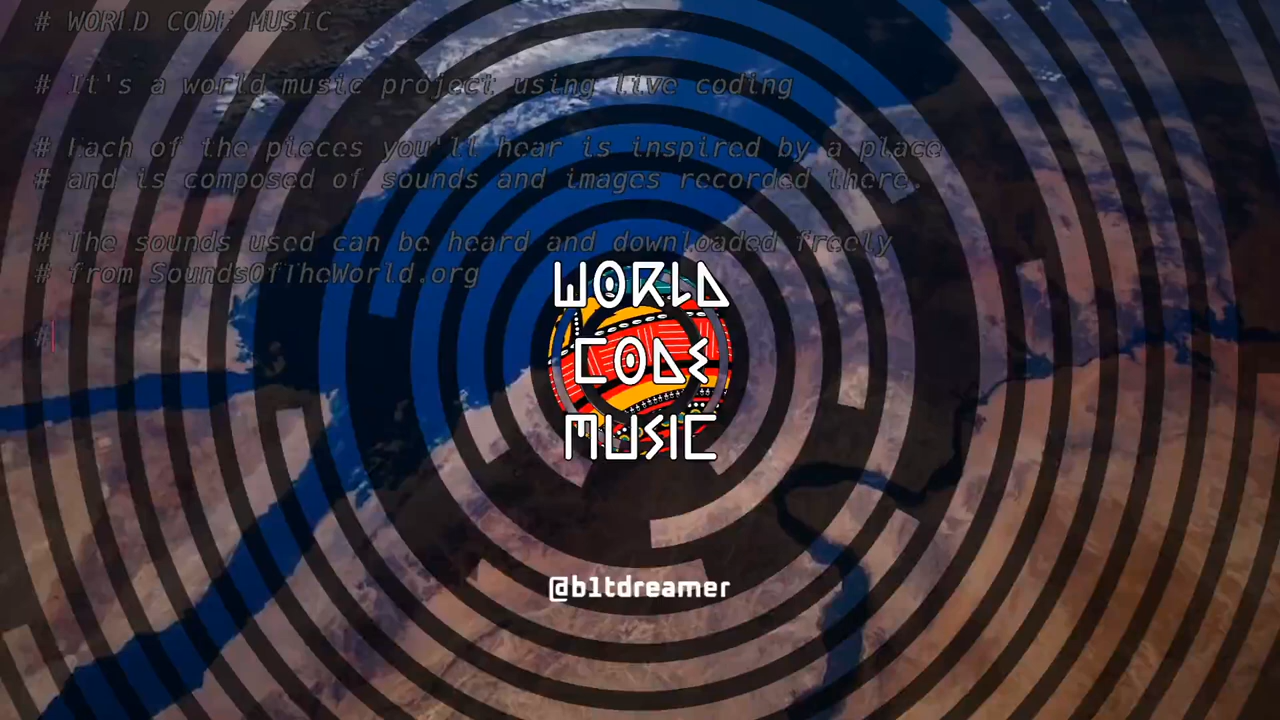 # WORLD CODE MUSIC
# It's a world music project using live coding
# Each of the pieces you'll hear is inspired by a place
# and is composed of sounds and images recorded there.
# The sounds used can be heard and downloaded freely
# from SoundsOfTheWorld.org
#
WORLD
CODE
MUSIC
@b1tdreamer